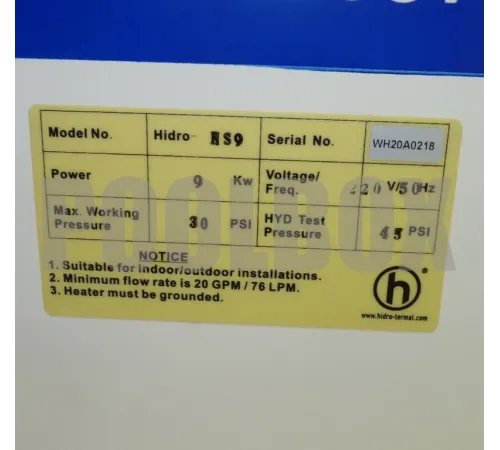 Model No. Hidro- HS9 Serial No. WH20A0218
Power 9 Kw Voltage/ Freq. 220 V/50Hz
Max. Working Pressure 30 PSI HYD Test Pressure 45 PSI
NOTICE
1. Suitable for indoor/outdoor installations.
2. Minimum flow rate is 20 GPM / 76 LPM.
3. Heater must be grounded.
h
www.hidro-termal.com
POOLBOX